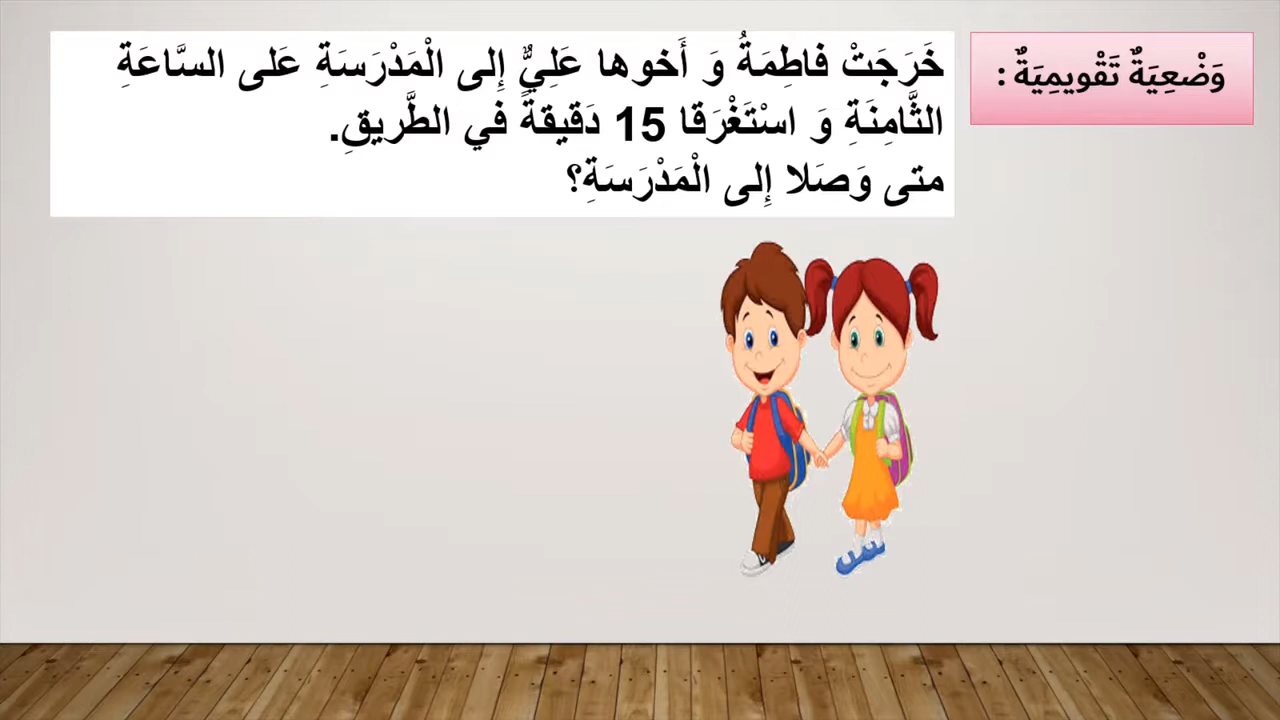 وَضْعِيَةٌ تَقْويمِيَةٌ :
خَرَجَتْ فاطِمَةُ وَ أَخوها عَلِيٌّ إِلى الْمَدْرَسَةِ عَلى السَّاعَةِ
الثَّامِنَةِ وَ اسْتَغْرَقا 15 دَقيقةً في الطَّريقِ.
متى وَصَلا إِلى الْمَدْرَسَةِ؟